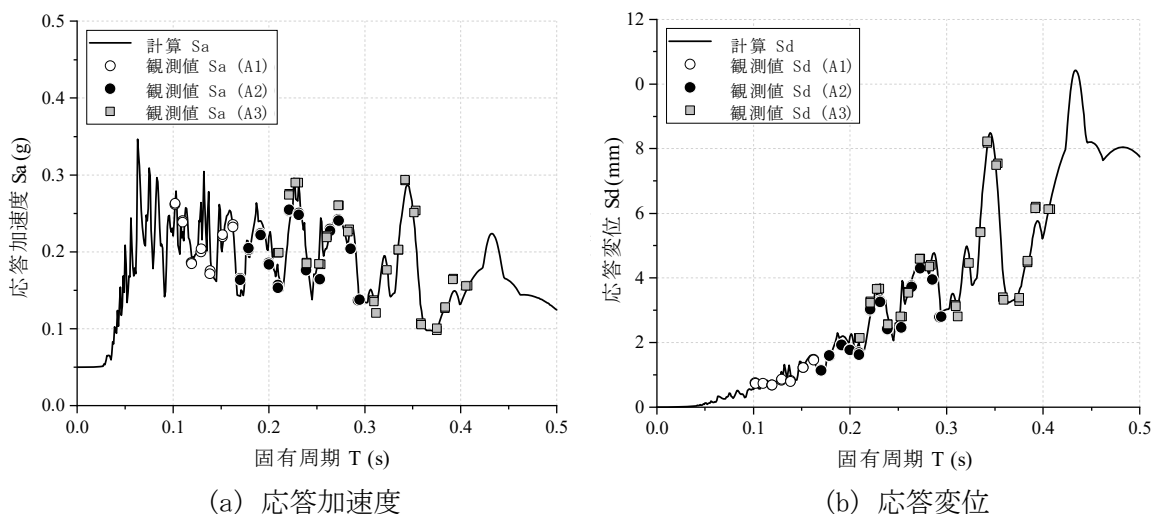 0.5
0.4
0.3
0.2
0.1
0.0
応答加速度 Sa (g)
計算 Sa
観測値 Sa (A1)
観測値 Sa (A2)
観測値 Sa (A3)
0.0 0.1 0.2 0.3 0.4 0.5
固有周期 T (s)
(a) 応答加速度
12
0
8
6
4
2
0
応答変位 Sd (mm)
計算 Sd
観測値 Sd (A1)
観測値 Sd (A2)
観測値 Sd (A3)
0.0 0.1 0.2 0.3 0.4 0.5
固有周期 T (s)
(b) 応答変位